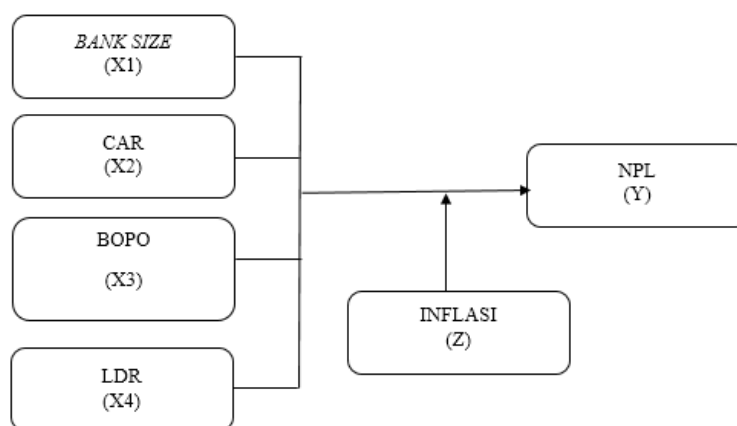 BANK SIZE
(X1)
CAR
(X2)
BOPO
(X3)
LDR
(X4)
NPL
(Y)
INFLASI
(Z)